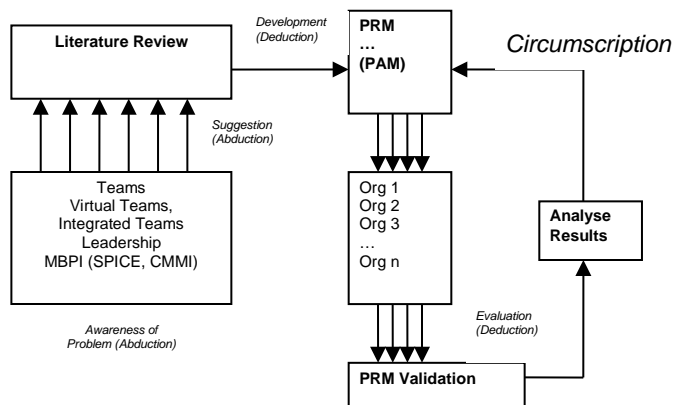 Literature Review
Development
(Deduction)
PRM
…
(PAM)
Circumscription
Suggestion
(Abduction)
Teams
Virtual Teams,
Integrated Teams
Leadership
MBPI (SPICE, CMMI)
Org 1
Org 2
Org 3
…
Org n
Analyse
Results
Awareness of
Problem (Abduction)
Evaluation
(Deduction)
PRM Validation